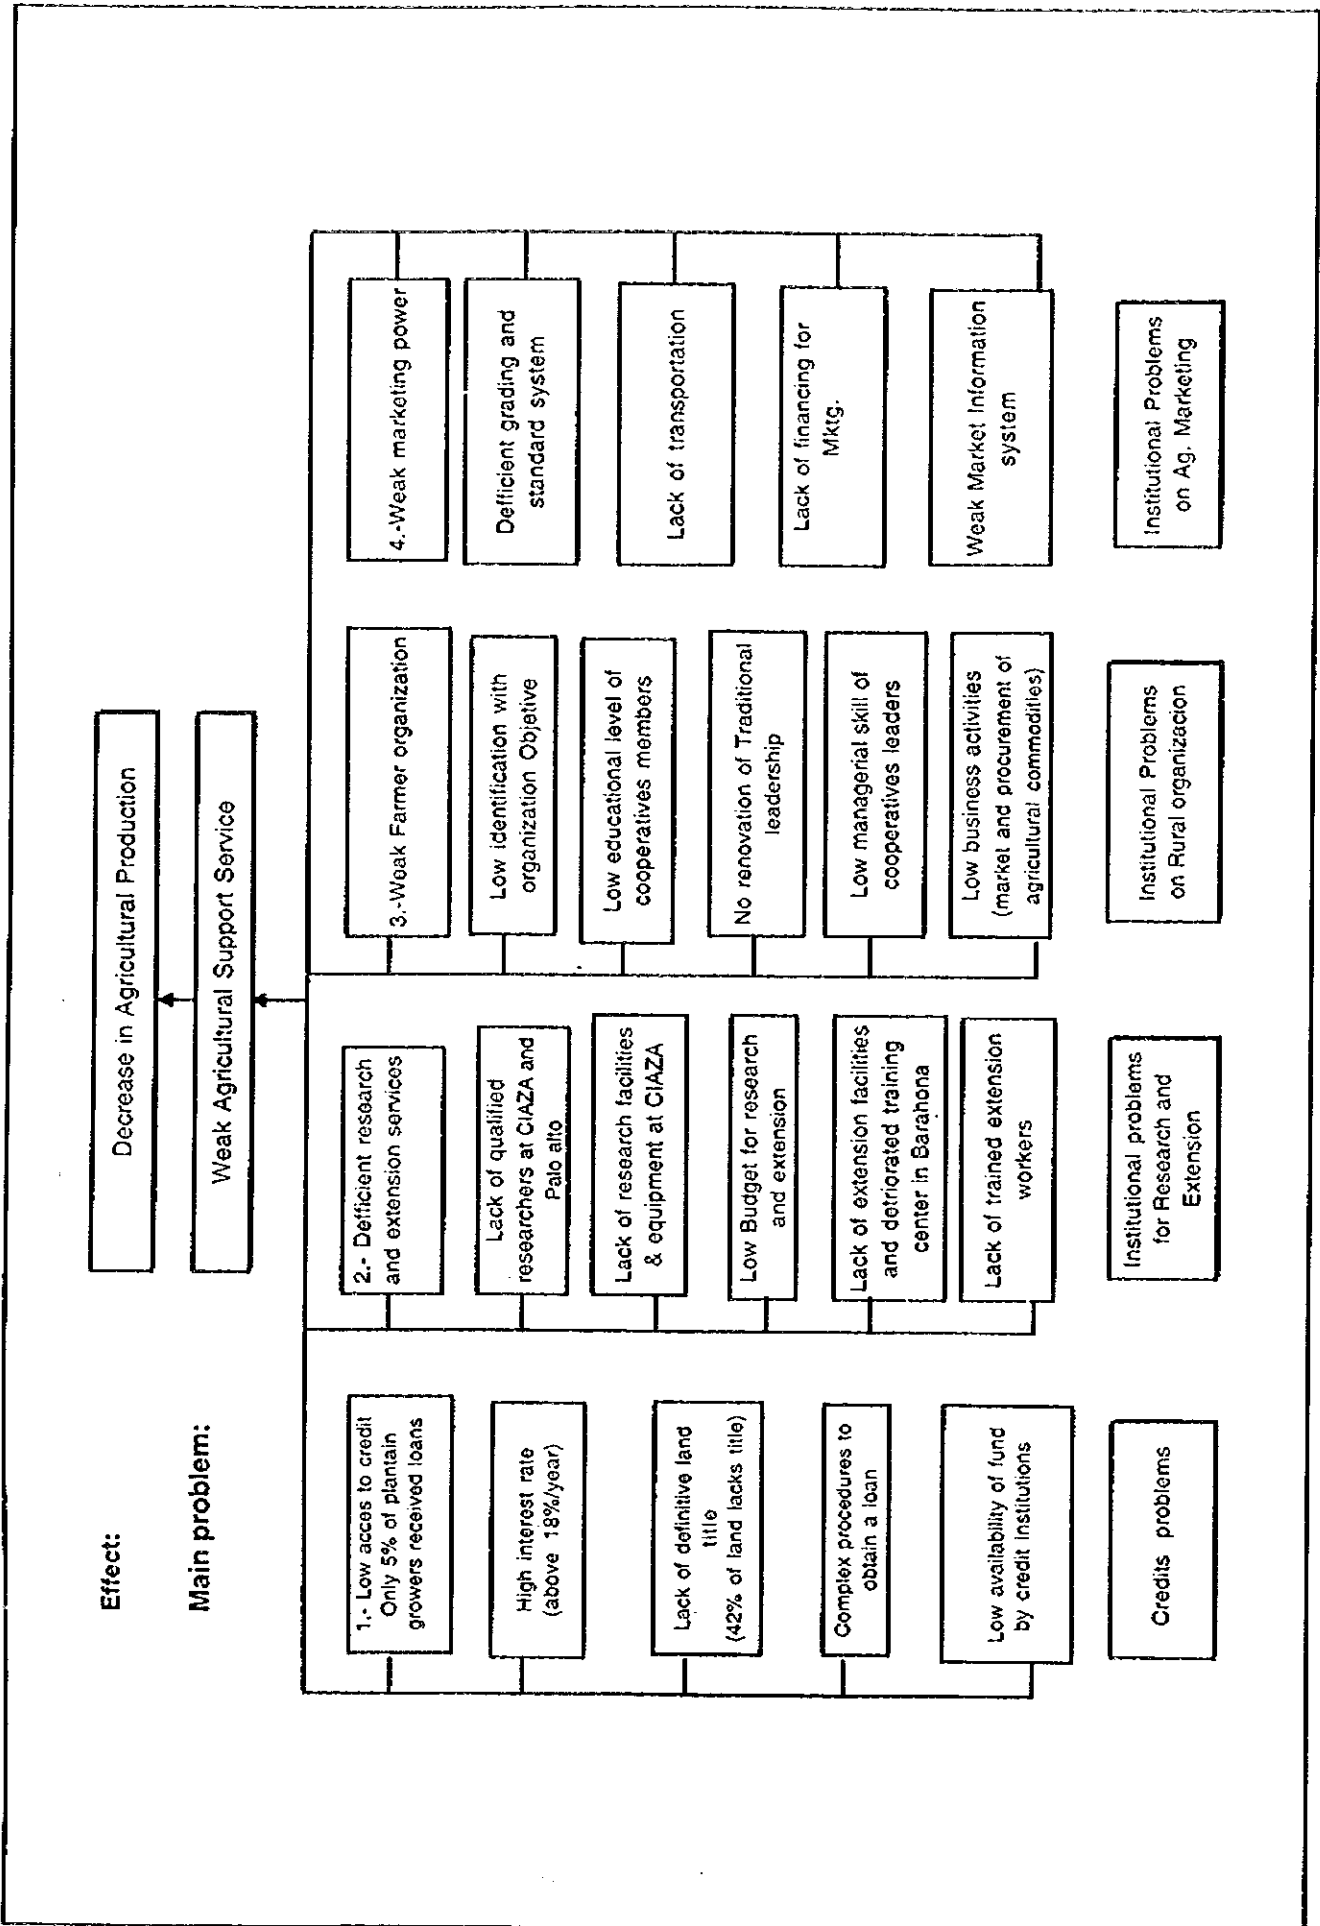 Effect:
Decrease in Agricultural Production
Main problem:
Weak Agricultural Support Service
1.- Low acces to credit
Only 5% of plantain
growers received loans
High interest rate
(above 18%/year)
Lack of definitive land
title
(42% of land lacks title)
Complex procedures to
obtain a loan
Low availability of fund
by credit Institutions
Credits problems
2.- Defficient research
and extension services
Lack of qualified
researchers at CIAZA and
Palo alto
Lack of research facilities
& equipment at CIAZA
Low Budget for research
and extension
Lack of extension facilities
and detriorated training
center in Barahona
Lack of trained extension
workers
Institutional problems
for Research and
Extension
3.-Weak Farmer organization
Low identification with
organization Objetive
Low educational level of
cooperatives members
No renovation of Traditional
leadership
Low managerial skill of
cooperatives leaders
Low business activities
(market and procurement of
agricultural commodities)
Institutional Problems
on Rural organizacion
4.-Weak marketing power
Defficient grading and
standard system
Lack of transportation
Lack of financing for
Mktg.
Weak Market Information
system
Institutional Problems
on Ag. Marketing